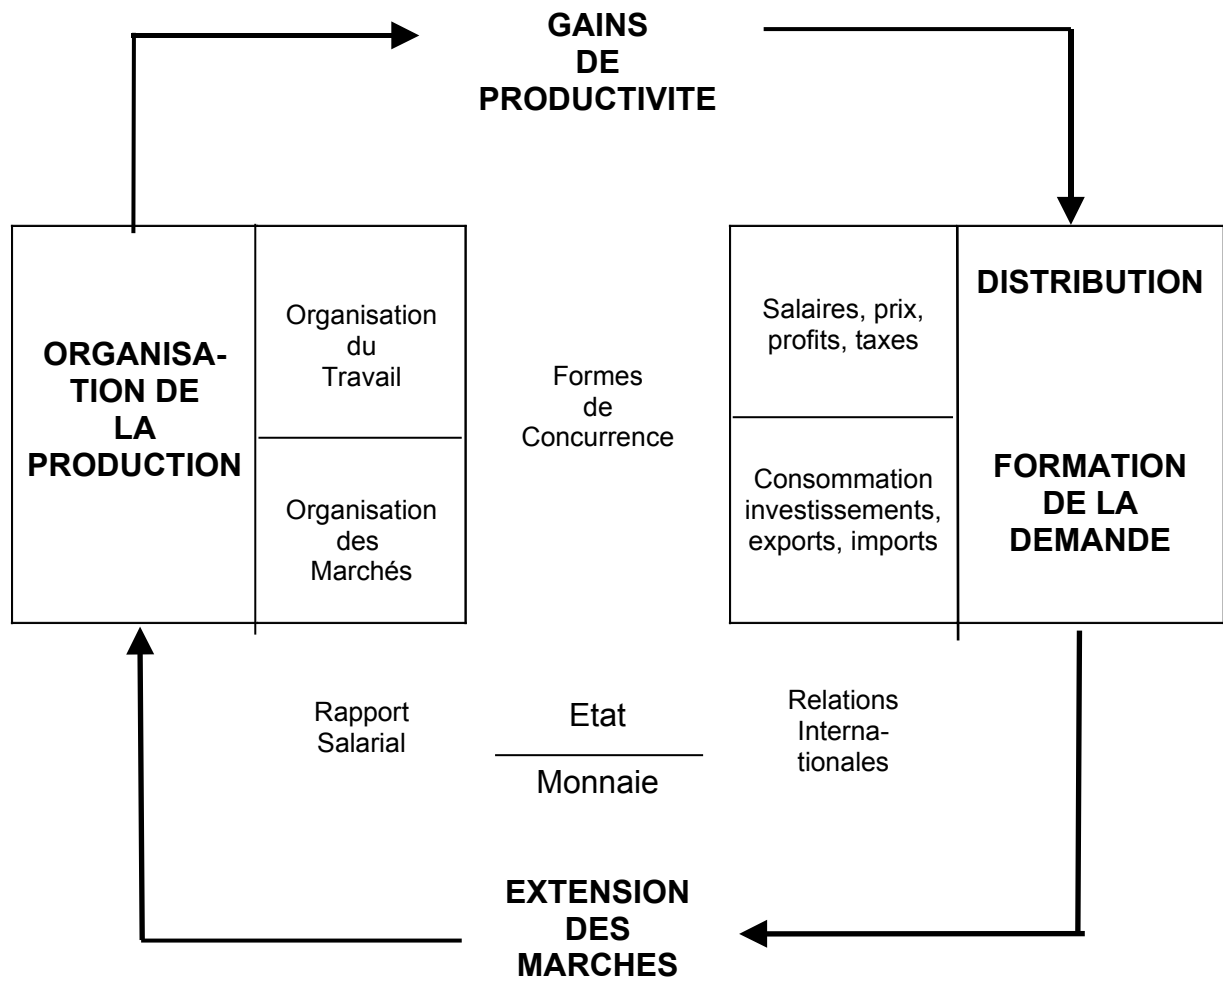 GAINS
DE
PRODUCTIVITE
ORGANISA-
TION DE
LA
PRODUCTION
Organisation
du
Travail
Organisation
des
Marchés
Formes
de
Concurrence
Salaires, prix,
profits, taxes
Consommation
investissements,
exports, imports
DISTRIBUTION
FORMATION
DE LA
DEMANDE
Rapport
Salarial
Etat
Monnaie
Relations
Interna-
tionales
EXTENSION
DES
MARCHES